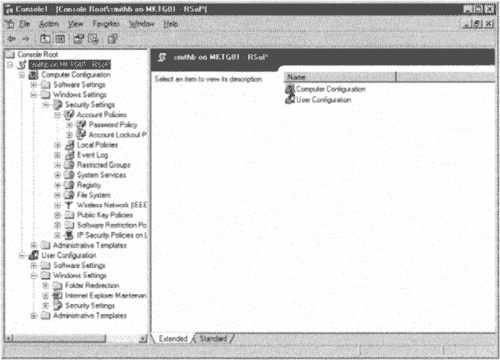 Console1 - [Console Root\smithb on MKTG01 - RSoP]
File Action View Favorites Window Help
Console Root
smithb on MKTG01 - RSoP
Computer Configuration
Software Settings
Windows Settings
Security Settings
Account Policies
Password Policy
Account Lockout P
Local Policies
Event Log
Restricted Groups
System Services
Registry
File System
Wireless Network (IEEE
Public Key Policies
Software Restriction Po
IP Security Policies on L
Administrative Templates
User Configuration
Software Settings
Windows Settings
Folder Redirection
Internet Explorer Maintenan
Security Settings
Administrative Templates
smithb on MKTG01 - RSoP
Select an item to view its description.
Name
Computer Configuration
User Configuration
Extended Standard